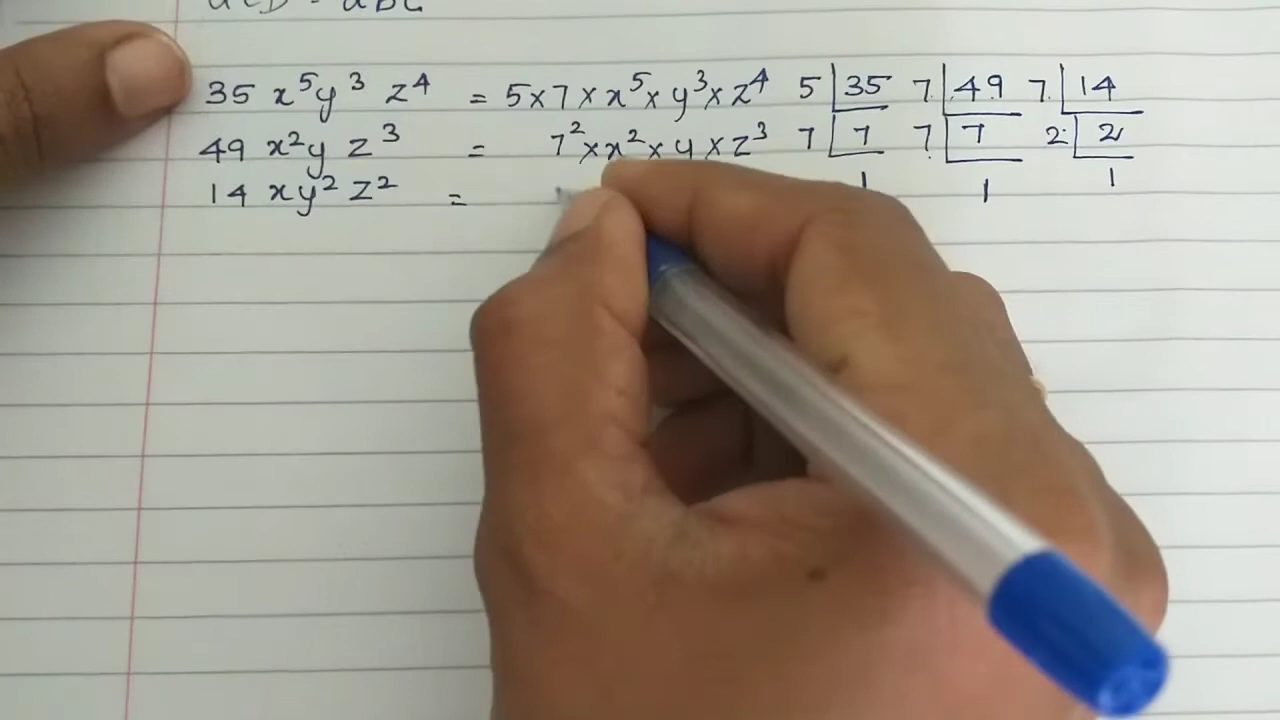 35 x⁵y³ z⁴ = 5×7×x⁵×y³×z⁴ 5 | 35 7 | 49 7 | 14
49 x²y z³ = 7²×x²×y×z³ 7 | 7 7 | 7 2 | 2
14 xy² z² = 1 1 1